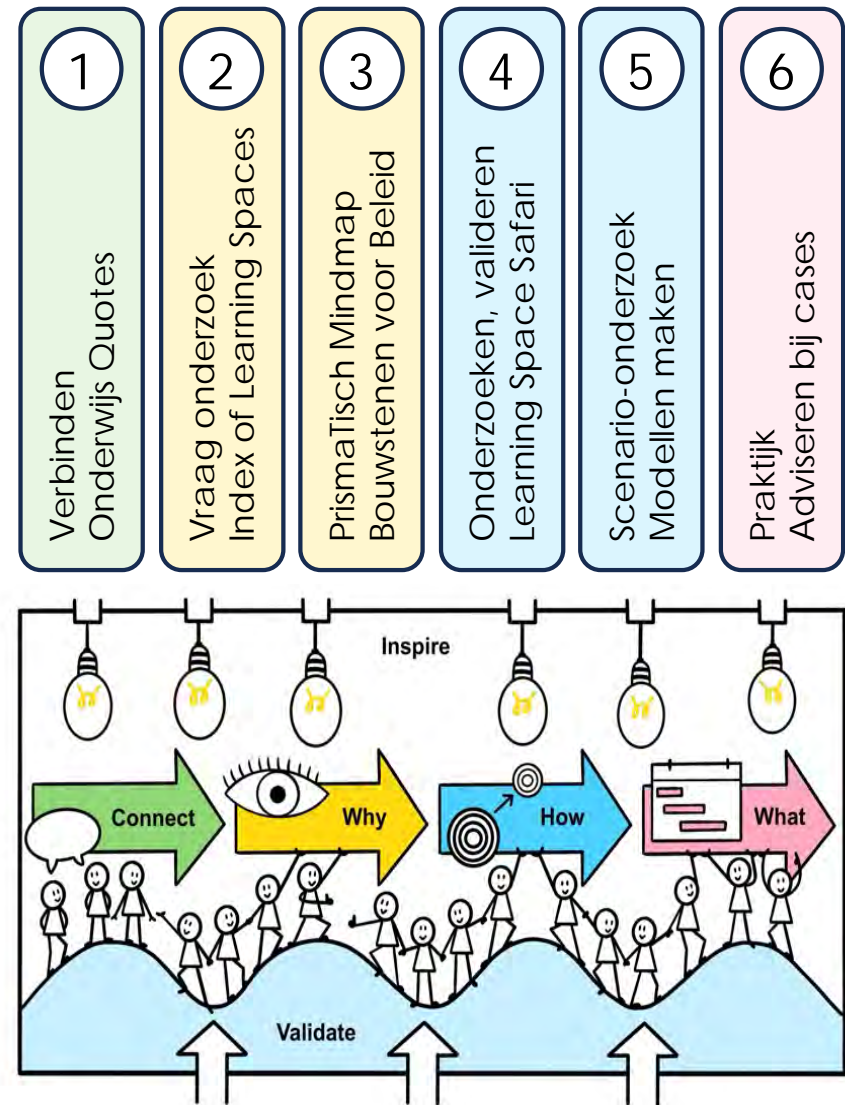 1
Verbinden
Onderwijs Quotes
2
Vraag onderzoek
Index of Learning Spaces
3
PrismaTisch Mindmap
Bouwstenen voor Beleid
4
Onderzoeken, valideren
Learning Space Safari
5
Scenario-onderzoek
Modellen maken
6
Praktijk
Adviseren bij cases
Inspire
Connect
Why
How
What
Validate